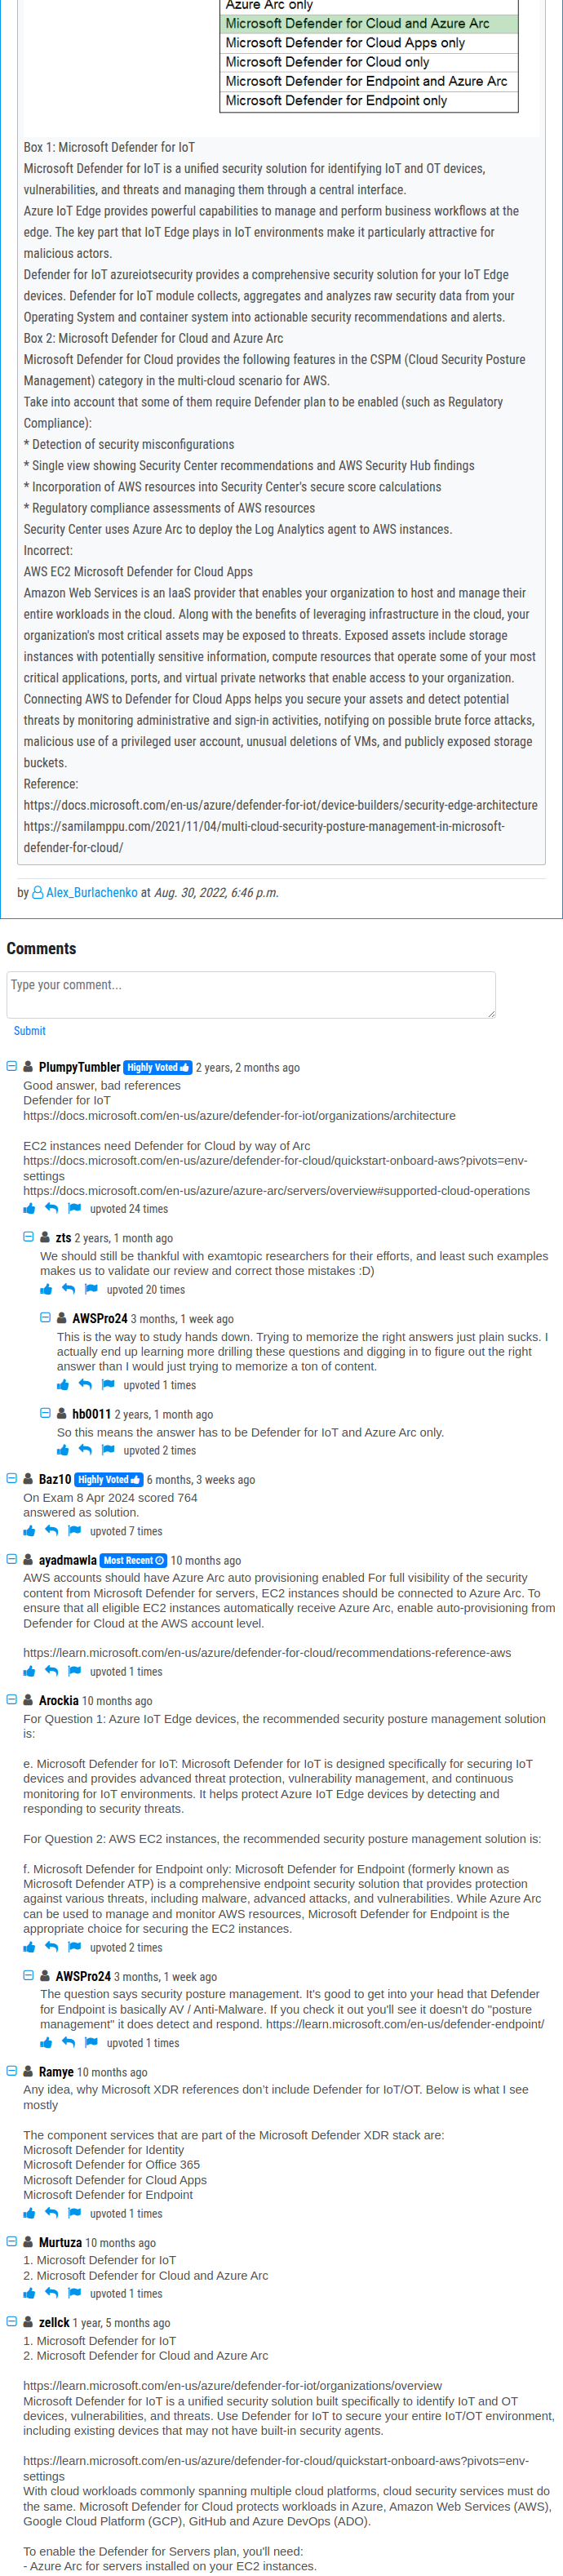 Azure Arc only
Microsoft Defender for Cloud and Azure Arc
Microsoft Defender for Cloud Apps only
Microsoft Defender for Cloud only
Microsoft Defender for Endpoint and Azure Arc
Microsoft Defender for Endpoint only
Box 1: Microsoft Defender for IoT
Microsoft Defender for IoT is a unified security solution for identifying IoT and OT devices,
vulnerabilities, and threats and managing them through a central interface.
Azure IoT Edge provides powerful capabilities to manage and perform business workflows at the
edge. The key part that IoT Edge plays in IoT environments make it particularly attractive for
malicious actors.
Defender for IoT azureiotsecurity provides a comprehensive security solution for your IoT Edge
devices. Defender for IoT module collects, aggregates and analyzes raw security data from your
Operating System and container system into actionable security recommendations and alerts.
Box 2: Microsoft Defender for Cloud and Azure Arc
Microsoft Defender for Cloud provides the following features in the CSPM (Cloud Security Posture
Management) category in the multi-cloud scenario for AWS.
Take into account that some of them require Defender plan to be enabled (such as Regulatory
Compliance):
* Detection of security misconfigurations
* Single view showing Security Center recommendations and AWS Security Hub findings
* Incorporation of AWS resources into Security Center's secure score calculations
* Regulatory compliance assessments of AWS resources
Security Center uses Azure Arc to deploy the Log Analytics agent to AWS instances.
Incorrect:
AWS EC2 Microsoft Defender for Cloud Apps
Amazon Web Services is an IaaS provider that enables your organization to host and manage their
entire workloads in the cloud. Along with the benefits of leveraging infrastructure in the cloud, your
organization's most critical assets may be exposed to threats. Exposed assets include storage
instances with potentially sensitive information, compute resources that operate some of your most
critical applications, ports, and virtual private networks that enable access to your organization.
Connecting AWS to Defender for Cloud Apps helps you secure your assets and detect potential
threats by monitoring administrative and sign-in activities, notifying on possible brute force attacks,
malicious use of a privileged user account, unusual deletions of VMs, and publicly exposed storage
buckets.
Reference:
https://docs.microsoft.com/en-us/azure/defender-for-iot/device-builders/security-edge-architecture
https://samilamppu.com/2021/11/04/multi-cloud-security-posture-management-in-microsoft-
defender-for-cloud/
by Alex_Burlachenko at Aug. 30, 2022, 6:46 p.m.
Comments
Type your comment...
Submit
PlumpyTumbler Highly Voted 2 years, 2 months ago
Good answer, bad references
Defender for IoT
https://docs.microsoft.com/en-us/azure/defender-for-iot/organizations/architecture
EC2 instances need Defender for Cloud by way of Arc
https://docs.microsoft.com/en-us/azure/defender-for-cloud/quickstart-onboard-aws?pivots=env-
settings
https://docs.microsoft.com/en-us/azure/azure-arc/servers/overview#supported-cloud-operations
upvoted 24 times
zts 2 years, 1 month ago
We should still be thankful with examtopic researchers for their efforts, and least such examples
makes us to validate our review and correct those mistakes :D)
upvoted 20 times
AWSPro24 3 months, 1 week ago
This is the way to study hands down. Trying to memorize the right answers just plain sucks. I
actually end up learning more drilling these questions and digging in to figure out the right
answer than I would just trying to memorize a ton of content.
upvoted 1 times
hb0011 2 years, 1 month ago
So this means the answer has to be Defender for IoT and Azure Arc only.
upvoted 2 times
Baz10 Highly Voted 6 months, 3 weeks ago
On Exam 8 Apr 2024 scored 764
answered as solution.
upvoted 7 times
ayadmawla Most Recent 10 months ago
AWS accounts should have Azure Arc auto provisioning enabled For full visibility of the security
content from Microsoft Defender for servers, EC2 instances should be connected to Azure Arc. To
ensure that all eligible EC2 instances automatically receive Azure Arc, enable auto-provisioning from
Defender for Cloud at the AWS account level.
https://learn.microsoft.com/en-us/azure/defender-for-cloud/recommendations-reference-aws
upvoted 1 times
Arockia 10 months ago
For Question 1: Azure IoT Edge devices, the recommended security posture management solution
is:
e. Microsoft Defender for IoT: Microsoft Defender for IoT is designed specifically for securing IoT
devices and provides advanced threat protection, vulnerability management, and continuous
monitoring for IoT environments. It helps protect Azure IoT Edge devices by detecting and
responding to security threats.
For Question 2: AWS EC2 instances, the recommended security posture management solution is:
f. Microsoft Defender for Endpoint only: Microsoft Defender for Endpoint (formerly known as
Microsoft Defender ATP) is a comprehensive endpoint security solution that provides protection
against various threats, including malware, advanced attacks, and vulnerabilities. While Azure Arc
can be used to manage and monitor AWS resources, Microsoft Defender for Endpoint is the
appropriate choice for securing the EC2 instances.
upvoted 2 times
AWSPro24 3 months, 1 week ago
The question says security posture management. It's good to get into your head that Defender
for Endpoint is basically AV / Anti-Malware. If you check it out you'll see it doesn't do "posture
management" it does detect and respond. https://learn.microsoft.com/en-us/defender-endpoint/
upvoted 1 times
Ramye 10 months ago
Any idea, why Microsoft XDR references don't include Defender for IoT/OT. Below is what I see
mostly
The component services that are part of the Microsoft Defender XDR stack are:
Microsoft Defender for Identity
Microsoft Defender for Office 365
Microsoft Defender for Cloud Apps
Microsoft Defender for Endpoint
upvoted 1 times
Murtuza 10 months ago
1. Microsoft Defender for IoT
2. Microsoft Defender for Cloud and Azure Arc
upvoted 1 times
zellck 1 year, 5 months ago
1. Microsoft Defender for IoT
2. Microsoft Defender for Cloud and Azure Arc
https://learn.microsoft.com/en-us/azure/defender-for-iot/organizations/overview
Microsoft Defender for IoT is a unified security solution built specifically to identify IoT and OT
devices, vulnerabilities, and threats. Use Defender for IoT to secure your entire IoT/OT environment,
including existing devices that may not have built-in security agents.
https://learn.microsoft.com/en-us/azure/defender-for-cloud/quickstart-onboard-aws?pivots=env-
settings
With cloud workloads commonly spanning multiple cloud platforms, cloud security services must do
the same. Microsoft Defender for Cloud protects workloads in Azure, Amazon Web Services (AWS),
Google Cloud Platform (GCP), GitHub and Azure DevOps (ADO).
To enable the Defender for Servers plan, you'll need:
- Azure Arc for servers installed on your EC2 instances.